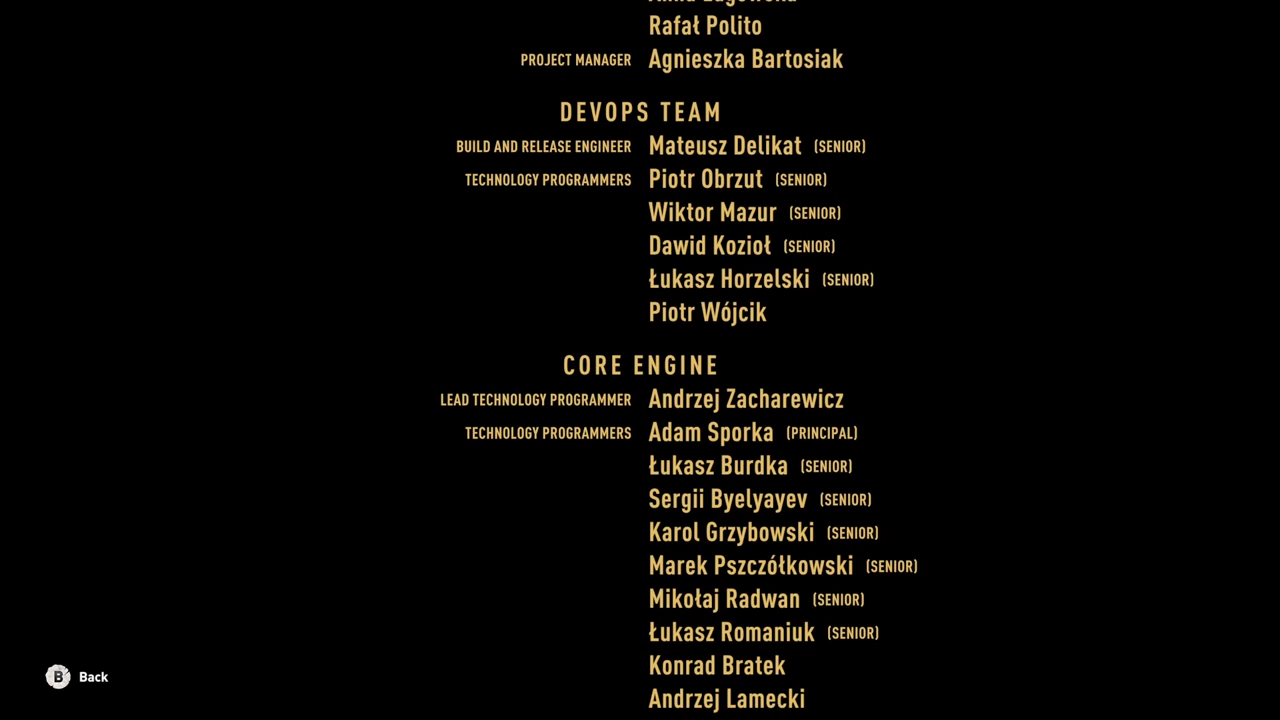 Rafał Polito
PROJECT MANAGER Agnieszka Bartosiak
DEVOPS TEAM
BUILD AND RELEASE ENGINEER Mateusz Delikat (SENIOR)
TECHNOLOGY PROGRAMMERS Piotr Obrzut (SENIOR)
Wiktor Mazur (SENIOR)
Dawid Kozioł (SENIOR)
Łukasz Horzelski (SENIOR)
Piotr Wójcik
CORE ENGINE
LEAD TECHNOLOGY PROGRAMMER Andrzej Zacharewicz
TECHNOLOGY PROGRAMMERS Adam Sporka (PRINCIPAL)
Łukasz Burdka (SENIOR)
Sergii Byelyayev (SENIOR)
Karol Grzybowski (SENIOR)
Marek Pszczółkowski (SENIOR)
Mikołaj Radwan (SENIOR)
Łukasz Romaniuk (SENIOR)
Konrad Bratek
Andrzej Lamecki
B Back